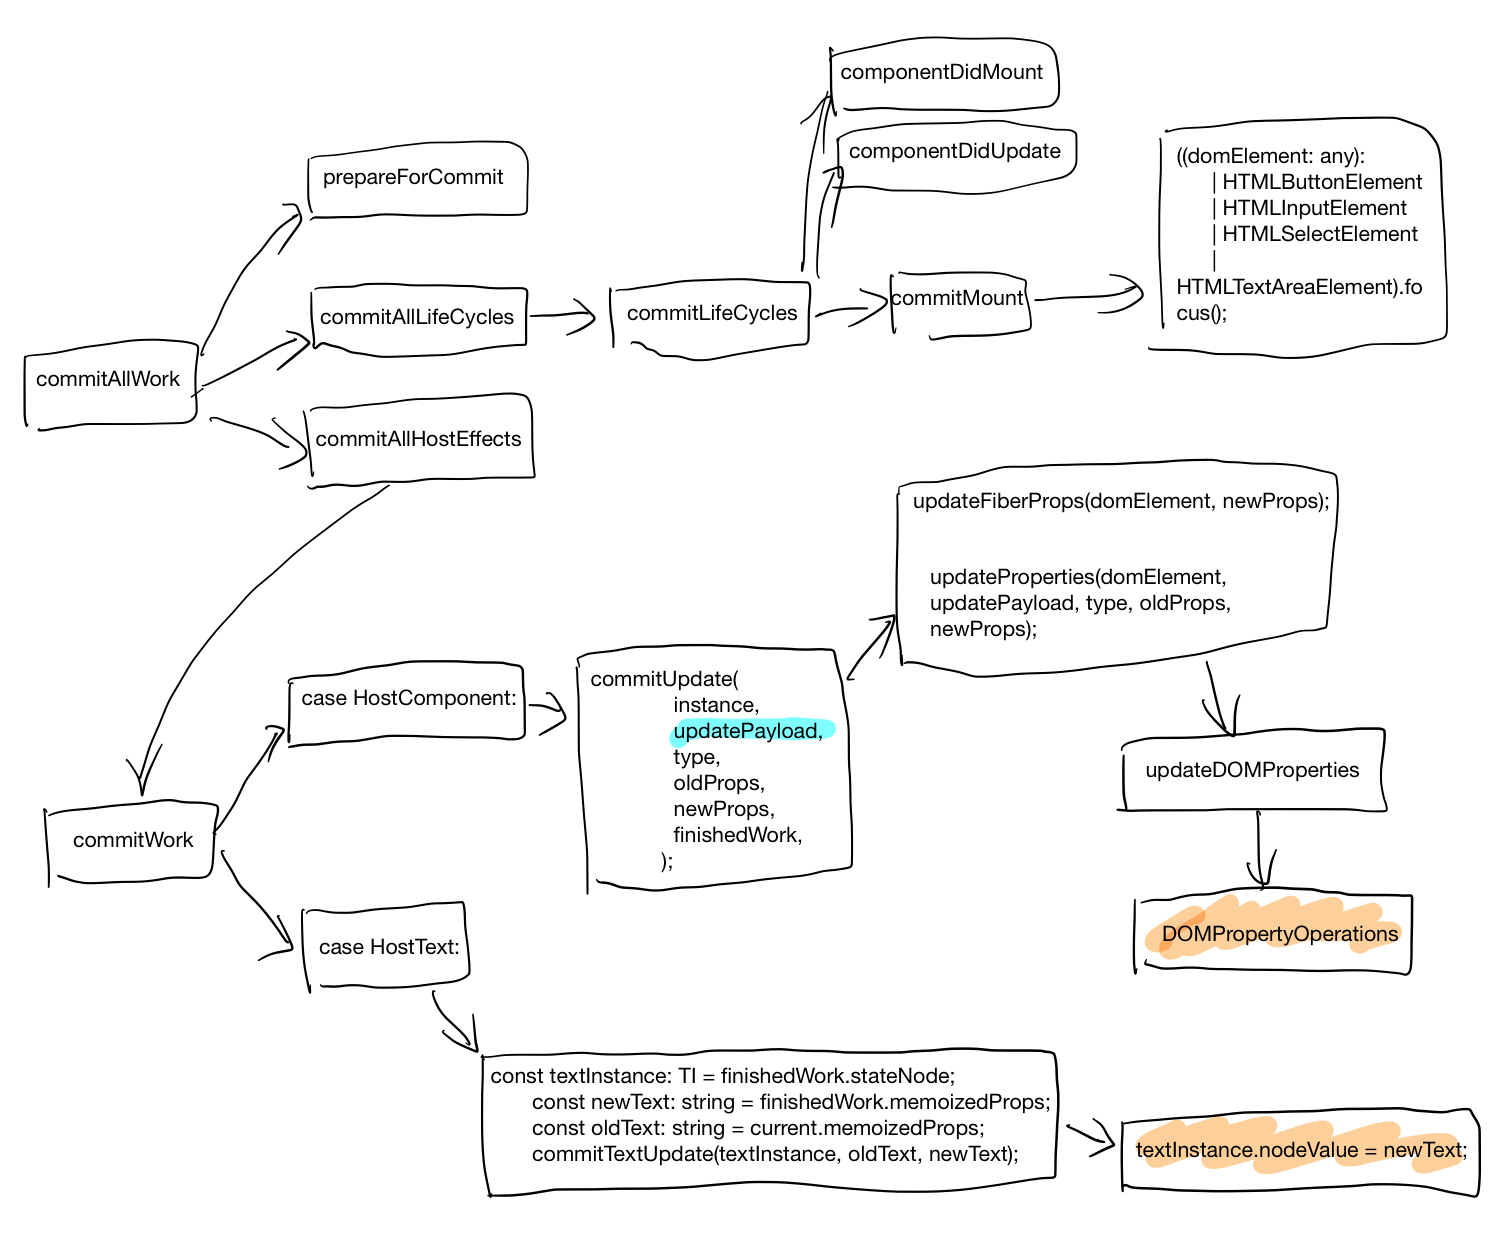 componentDidMount
componentDidUpdate
prepareForCommit
((domElement: any):
| HTMLButtonElement
| HTMLInputElement
| HTMLSelectElement
|
HTMLTextAreaElement).fo
cus();
commitAllLifeCycles
commitLifeCycles
commitMount
commitAllWork
commitAllHostEffects
updateFiberProps(domElement, newProps);
updateProperties(domElement,
updatePayload, type, oldProps,
newProps);
case HostComponent:
commitUpdate(
instance,
updatePayload,
type,
oldProps,
newProps,
finishedWork,
);
updateDOMProperties
commitWork
DOMPropertyOperations
case HostText:
const textInstance: TI = finishedWork.stateNode;
const newText: string = finishedWork.memoizedProps;
const oldText: string = current.memoizedProps;
commitTextUpdate(textInstance, oldText, newText);
textInstance.nodeValue = newText;